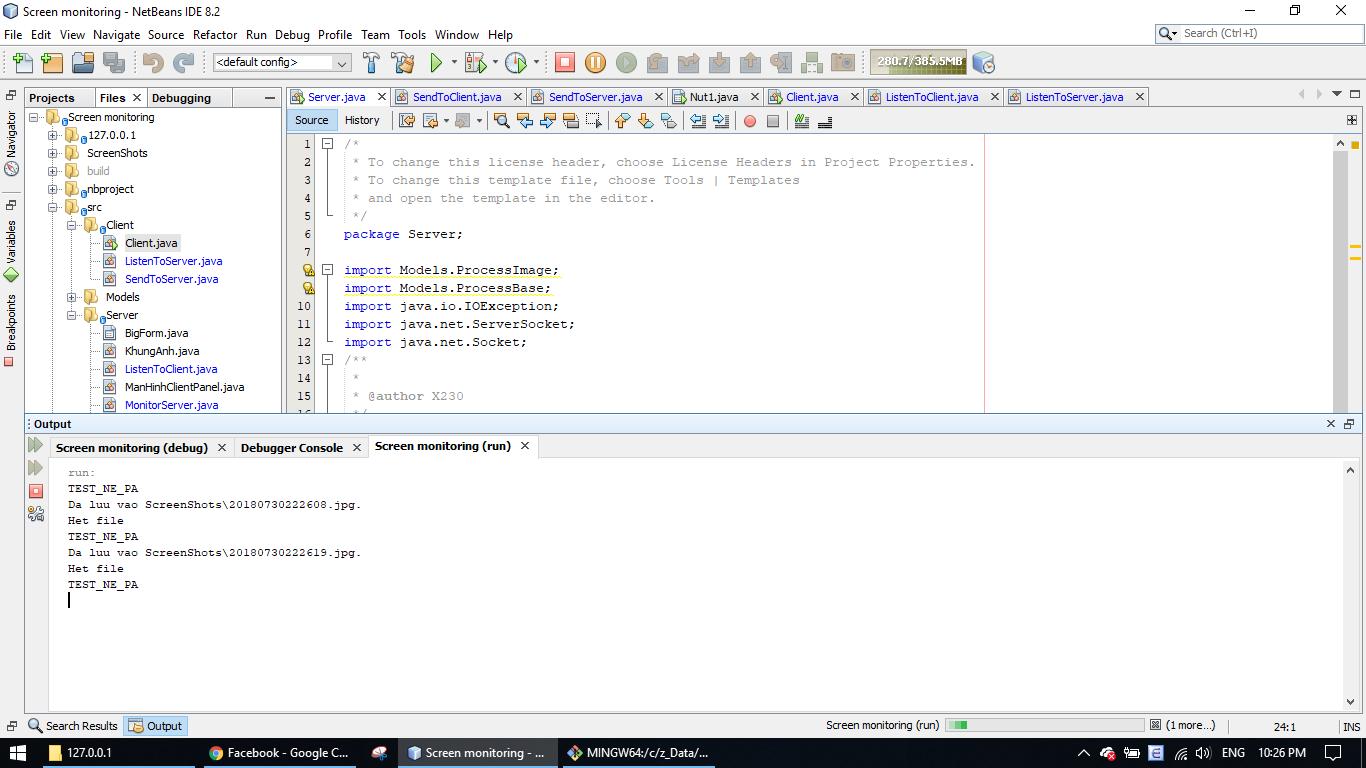 Screen monitoring - NetBeans IDE 8.2
File Edit View Navigate Source Refactor Run Debug Profile Team Tools Window Help
Search (Ctrl+I)
<default config>
280.7/385.5MB
Projects Files Debugging
Server.java SendToClient.java SendToServer.java Nut1.java Client.java ListenToClient.java ListenToServer.java
Source History
Navigator
Variables
Breakpoints
Screen monitoring
127.0.0.1
ScreenShots
build
nbproject
src
Client
Client.java
ListenToServer.java
SendToServer.java
Models
Server
BigForm.java
KhungAnh.java
ListenToClient.java
ManHinhClientPanel.java
MonitorServer.java
1 /*
2 * To change this license header, choose License Headers in Project Properties.
3 * To change this template file, choose Tools | Templates
4 * and open the template in the editor.
5 */
6 package Server;
7
import Models.ProcessImage;
import Models.ProcessBase;
10 import java.io.IOException;
11 import java.net.ServerSocket;
12 import java.net.Socket;
13 /**
14 *
15 * @author X230
16 */
Output
Screen monitoring (debug) Debugger Console Screen monitoring (run)
run:
TEST_NE_PA
Da luu vao ScreenShots\20180730222608.jpg.
Het file
TEST_NE_PA
Da luu vao ScreenShots\20180730222619.jpg.
Het file
TEST_NE_PA
Search Results Output
Screen monitoring (run) (1 more...) 24:1 INS
127.0.0.1 Facebook - Google C... Screen monitoring - ... MINGW64:/c/z_Data/... ENG 10:26 PM